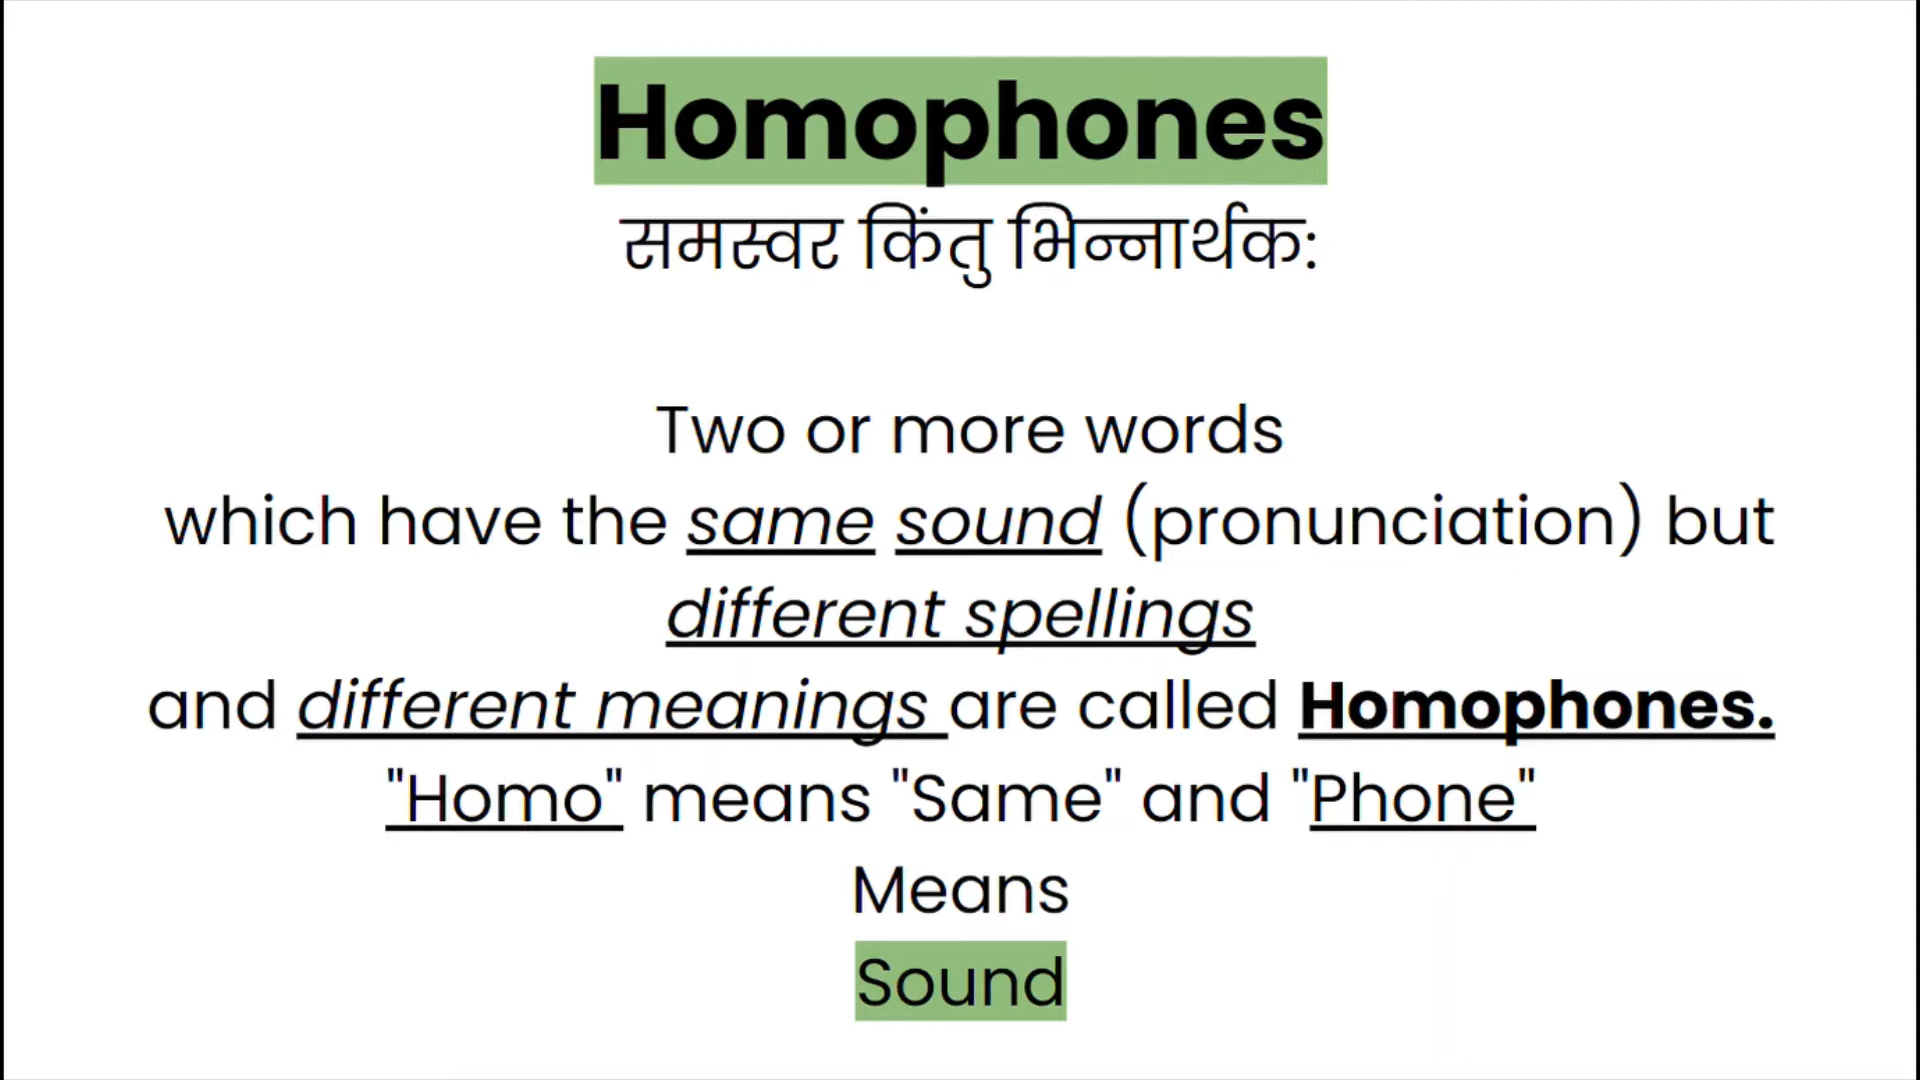 Homophones
समस्वर किंतु भिन्नार्थक:
Two or more words
which have the same sound (pronunciation) but
different spellings
and different meanings are called Homophones.
"Homo" means "Same" and "Phone"
Means
Sound